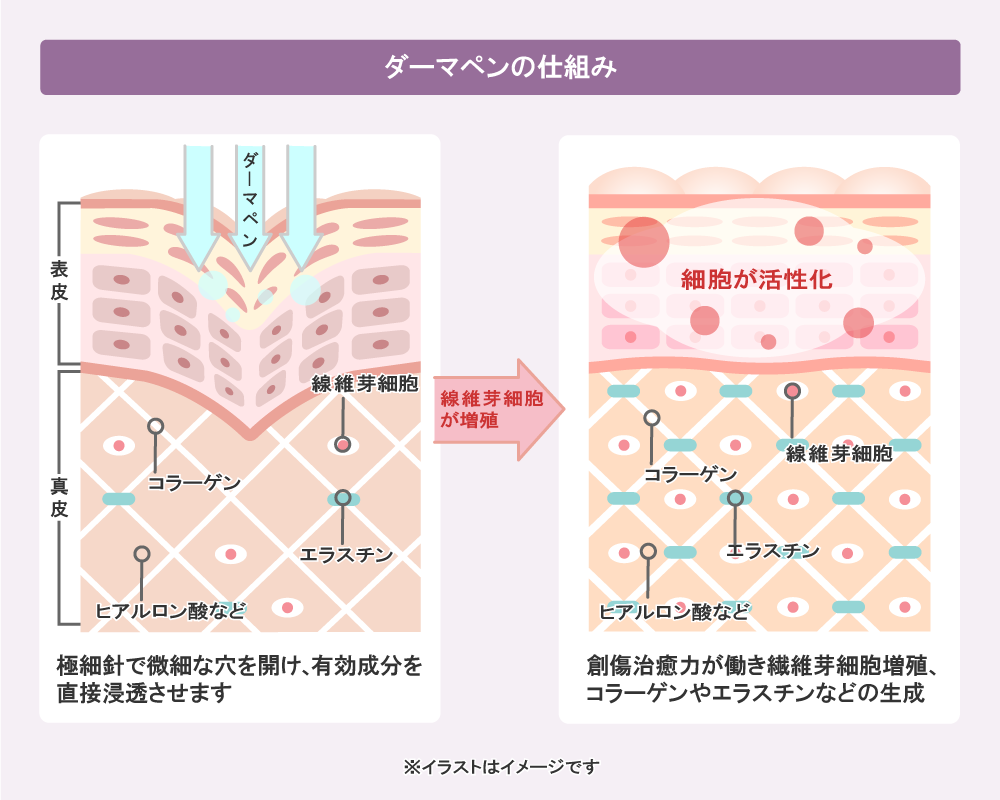 ダーマペンの仕組み
ダーマペン
表皮
真皮
線維芽細胞
コラーゲン
エラスチン
ヒアルロン酸など
極細針で微細な穴を開け、有効成分を
直接浸透させます
線維芽細胞
が増殖
細胞が活性化
線維芽細胞
コラーゲン
エラスチン
ヒアルロン酸など
創傷治癒力が働き繊維芽細胞増殖、
コラーゲンやエラスチンなどの生成
※イラストはイメージです